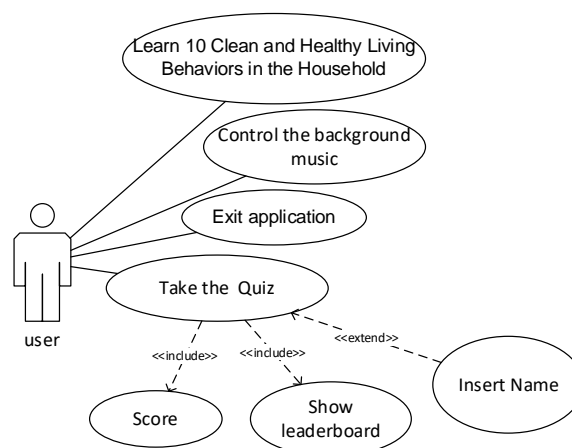 Learn 10 Clean and Healthy Living
Behaviors in the Household
Control the background
music
Exit application
Take the Quiz
user
<<include>>
<<include>>
<<extend>>
Score
Show
leaderboard
Insert Name